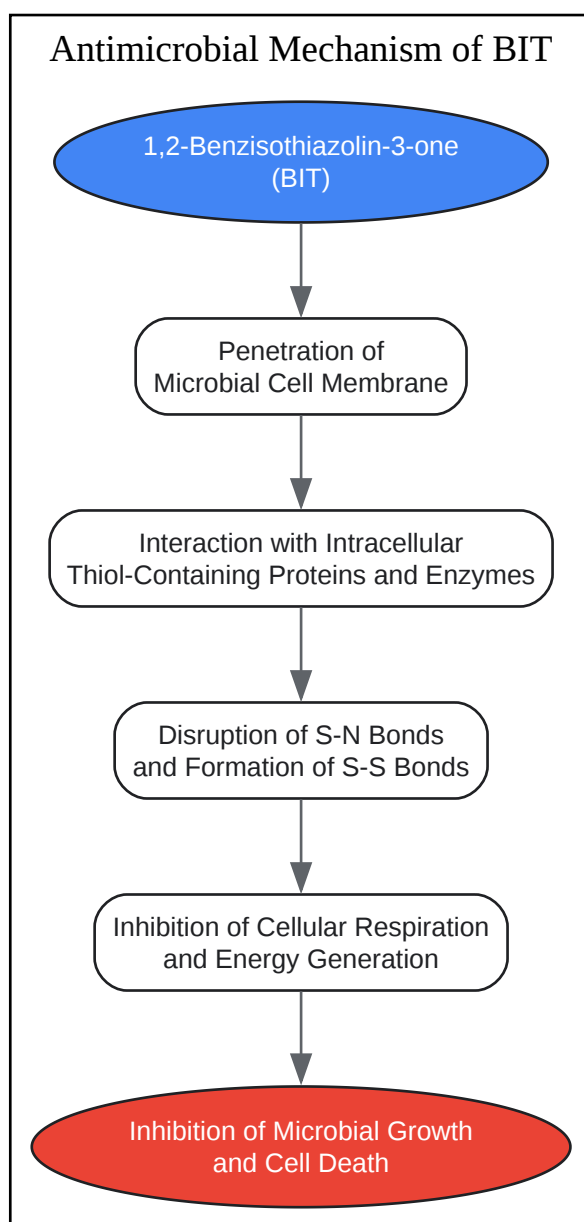 Antimicrobial Mechanism of BIT
1,2-Benzisothiazolin-3-one
(BIT)
Penetration of
Microbial Cell Membrane
Interaction with Intracellular
Thiol-Containing Proteins and Enzymes
Disruption of S-N Bonds
and Formation of S-S Bonds
Inhibition of Cellular Respiration
and Energy Generation
Inhibition of Microbial Growth
and Cell Death